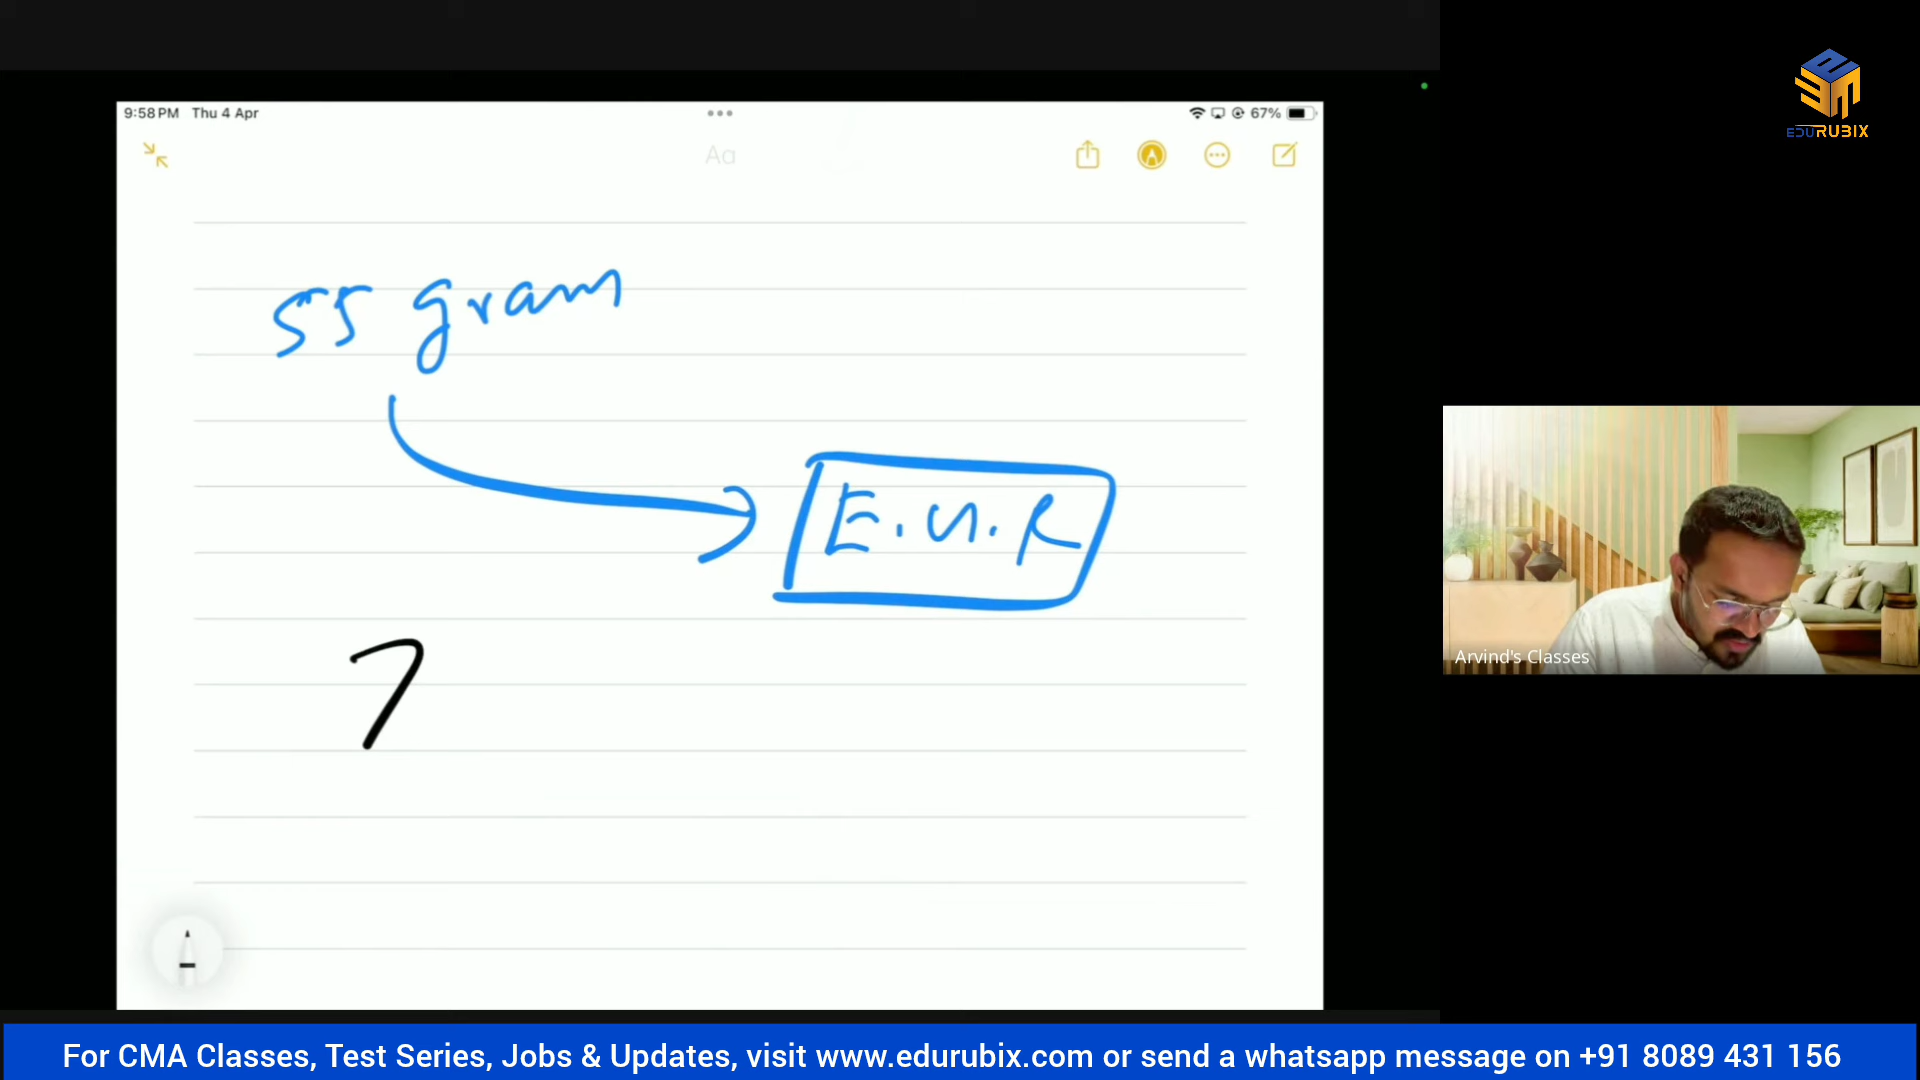 EDURUBIX
9:58 PM Thu 4 Apr
67%
Aa
55 gram
E.U.R
7
Arvind's Classes
For CMA Classes, Test Series, Jobs & Updates, visit www.edurubix.com or send a whatsapp message on +91 8089 431 156